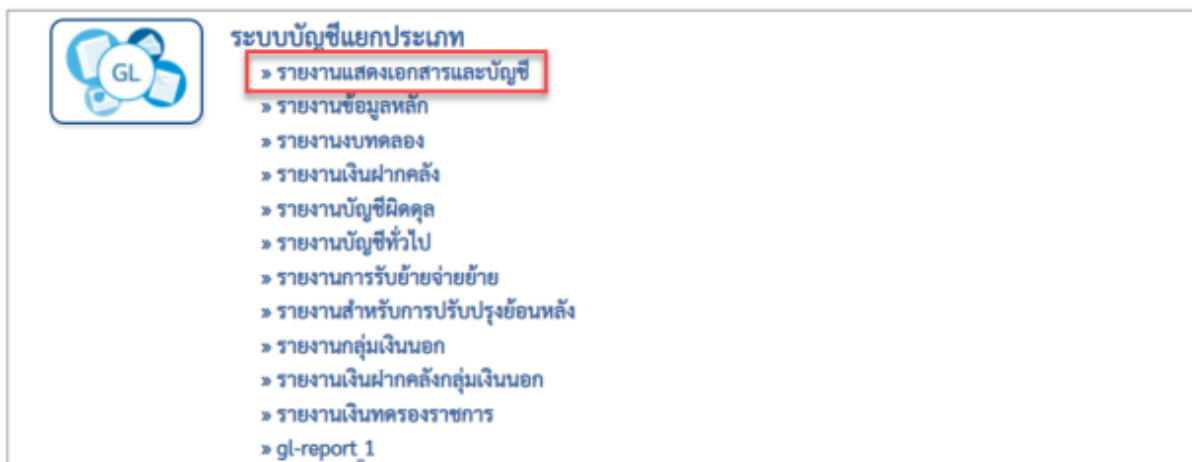 GL
ระบบบัญชีแยกประเภท
» รายงานแสดงเอกสารและบัญชี
» รายงานข้อมูลหลัก
» รายงานงบทดลอง
» รายงานเงินฝากคลัง
» รายงานบัญชีผิดดุล
» รายงานบัญชีทั่วไป
» รายงานการรับย้ายจ่ายย้าย
» รายงานสำหรับการปรับปรุงย้อนหลัง
» รายงานกลุ่มเงินนอก
» รายงานเงินฝากคลังกลุ่มเงินนอก
» รายงานเงินทดรองราชการ
» gl-report_1